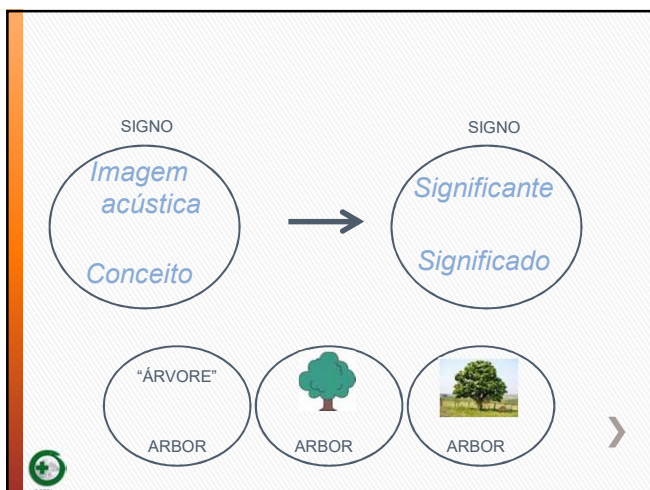 SIGNO
SIGNO
Imagem
acústica
Significante
Conceito
Significado
“ÁRVORE”
ARBOR
ARBOR
ARBOR